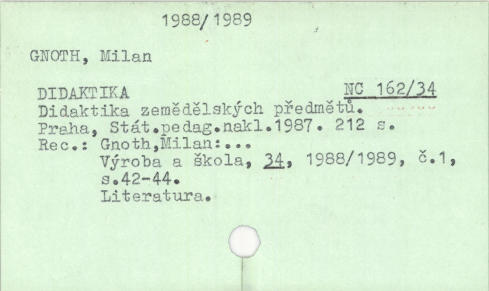 1988/1989
GNOTH, Milan
DIDAKTIKA NC 162/34
Didaktika zemědělských předmětů.
Praha, Stát.pedag.nakl.1987. 212 s.
Rec.: Gnoth,Milan:...
Výroba a škola, 34, 1988/1989, č.1,
s.42-44.
Literatura.